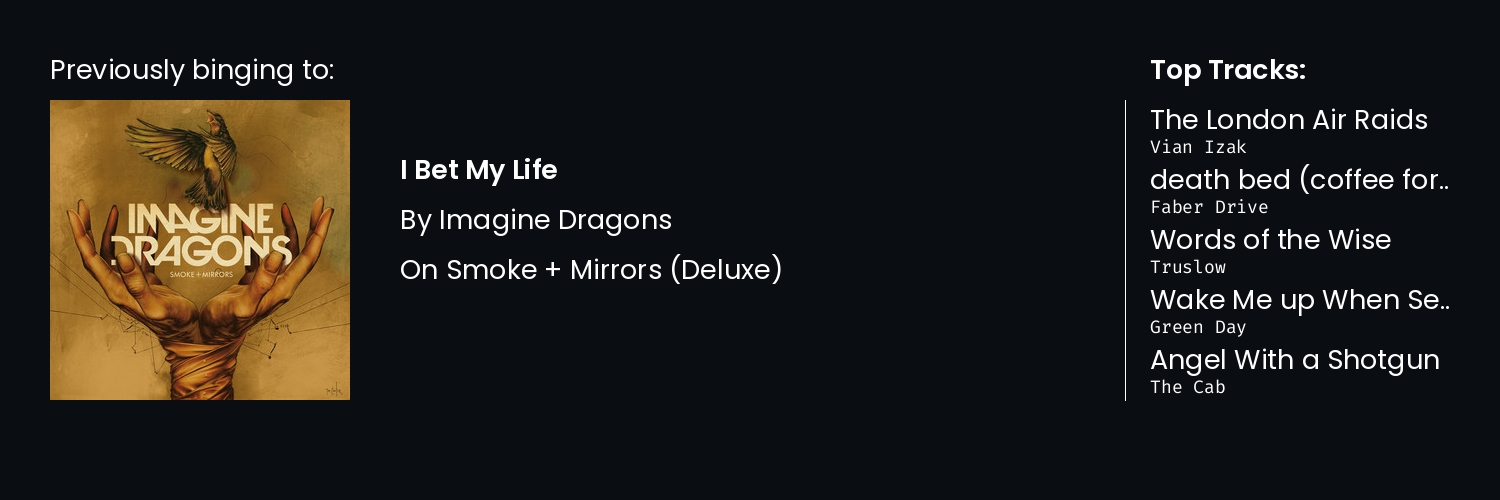 Previously binging to:
IMAGINE
DRAGONS
SMOKE + MIRRORS
I Bet My Life
By Imagine Dragons
On Smoke + Mirrors (Deluxe)
Top Tracks:
The London Air Raids
Vian Izak
death bed (coffee for..
Faber Drive
Words of the Wise
Truslow
Wake Me up When Se..
Green Day
Angel With a Shotgun
The Cab